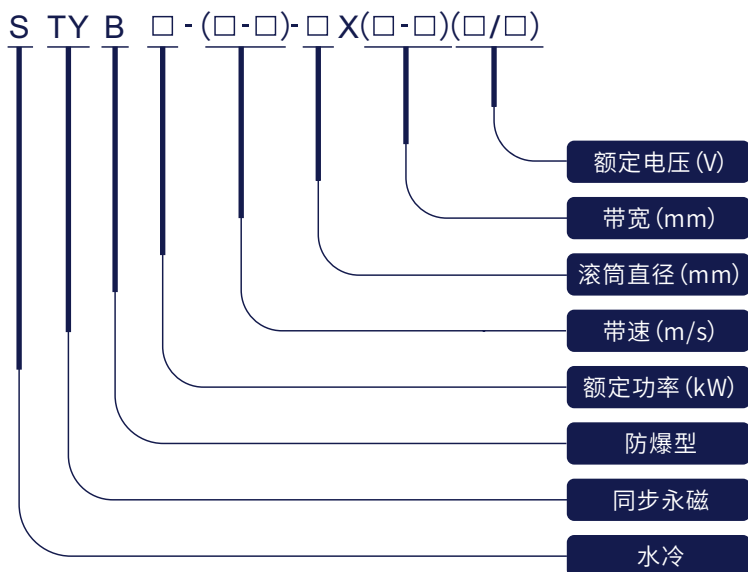 S TY B □-(□-□)-□X(□-□)(□/□)
额定电压(V)
带宽(mm)
滚筒直径(mm)
带速(m/s)
额定功率(kW)
防爆型
同步永磁
水冷